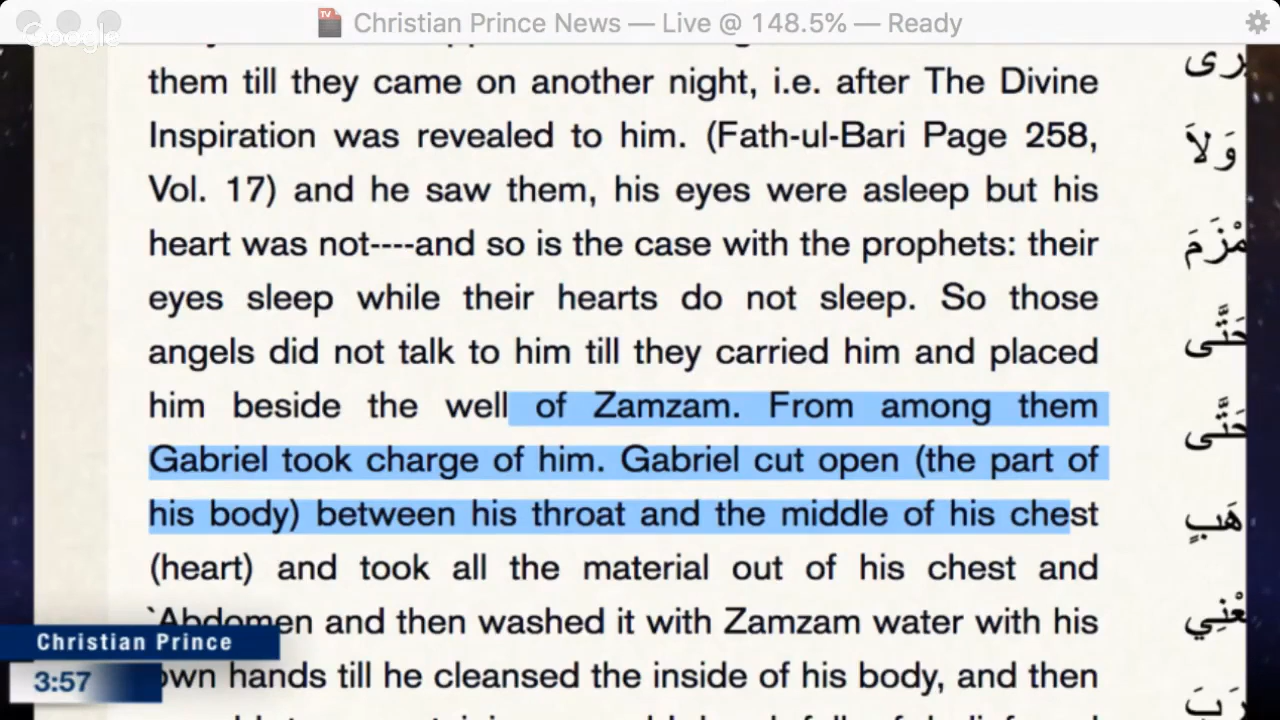 Christian Prince News — Live @ 148.5% — Ready
Google
them till they came on another night, i.e. after The Divine
Inspiration was revealed to him. (Fath-ul-Bari Page 258,
Vol. 17) and he saw them, his eyes were asleep but his
heart was not----and so is the case with the prophets: their
eyes sleep while their hearts do not sleep. So those
angels did not talk to him till they carried him and placed
him beside the well of Zamzam. From among them
Gabriel took charge of him. Gabriel cut open (the part of
his body) between his throat and the middle of his chest
(heart) and took all the material out of his chest and
`Abdomen and then washed it with Zamzam water with his
own hands till he cleansed the inside of his body, and then
وَلاَ
حَتَّى
حَتَّى
Christian Prince
3:57